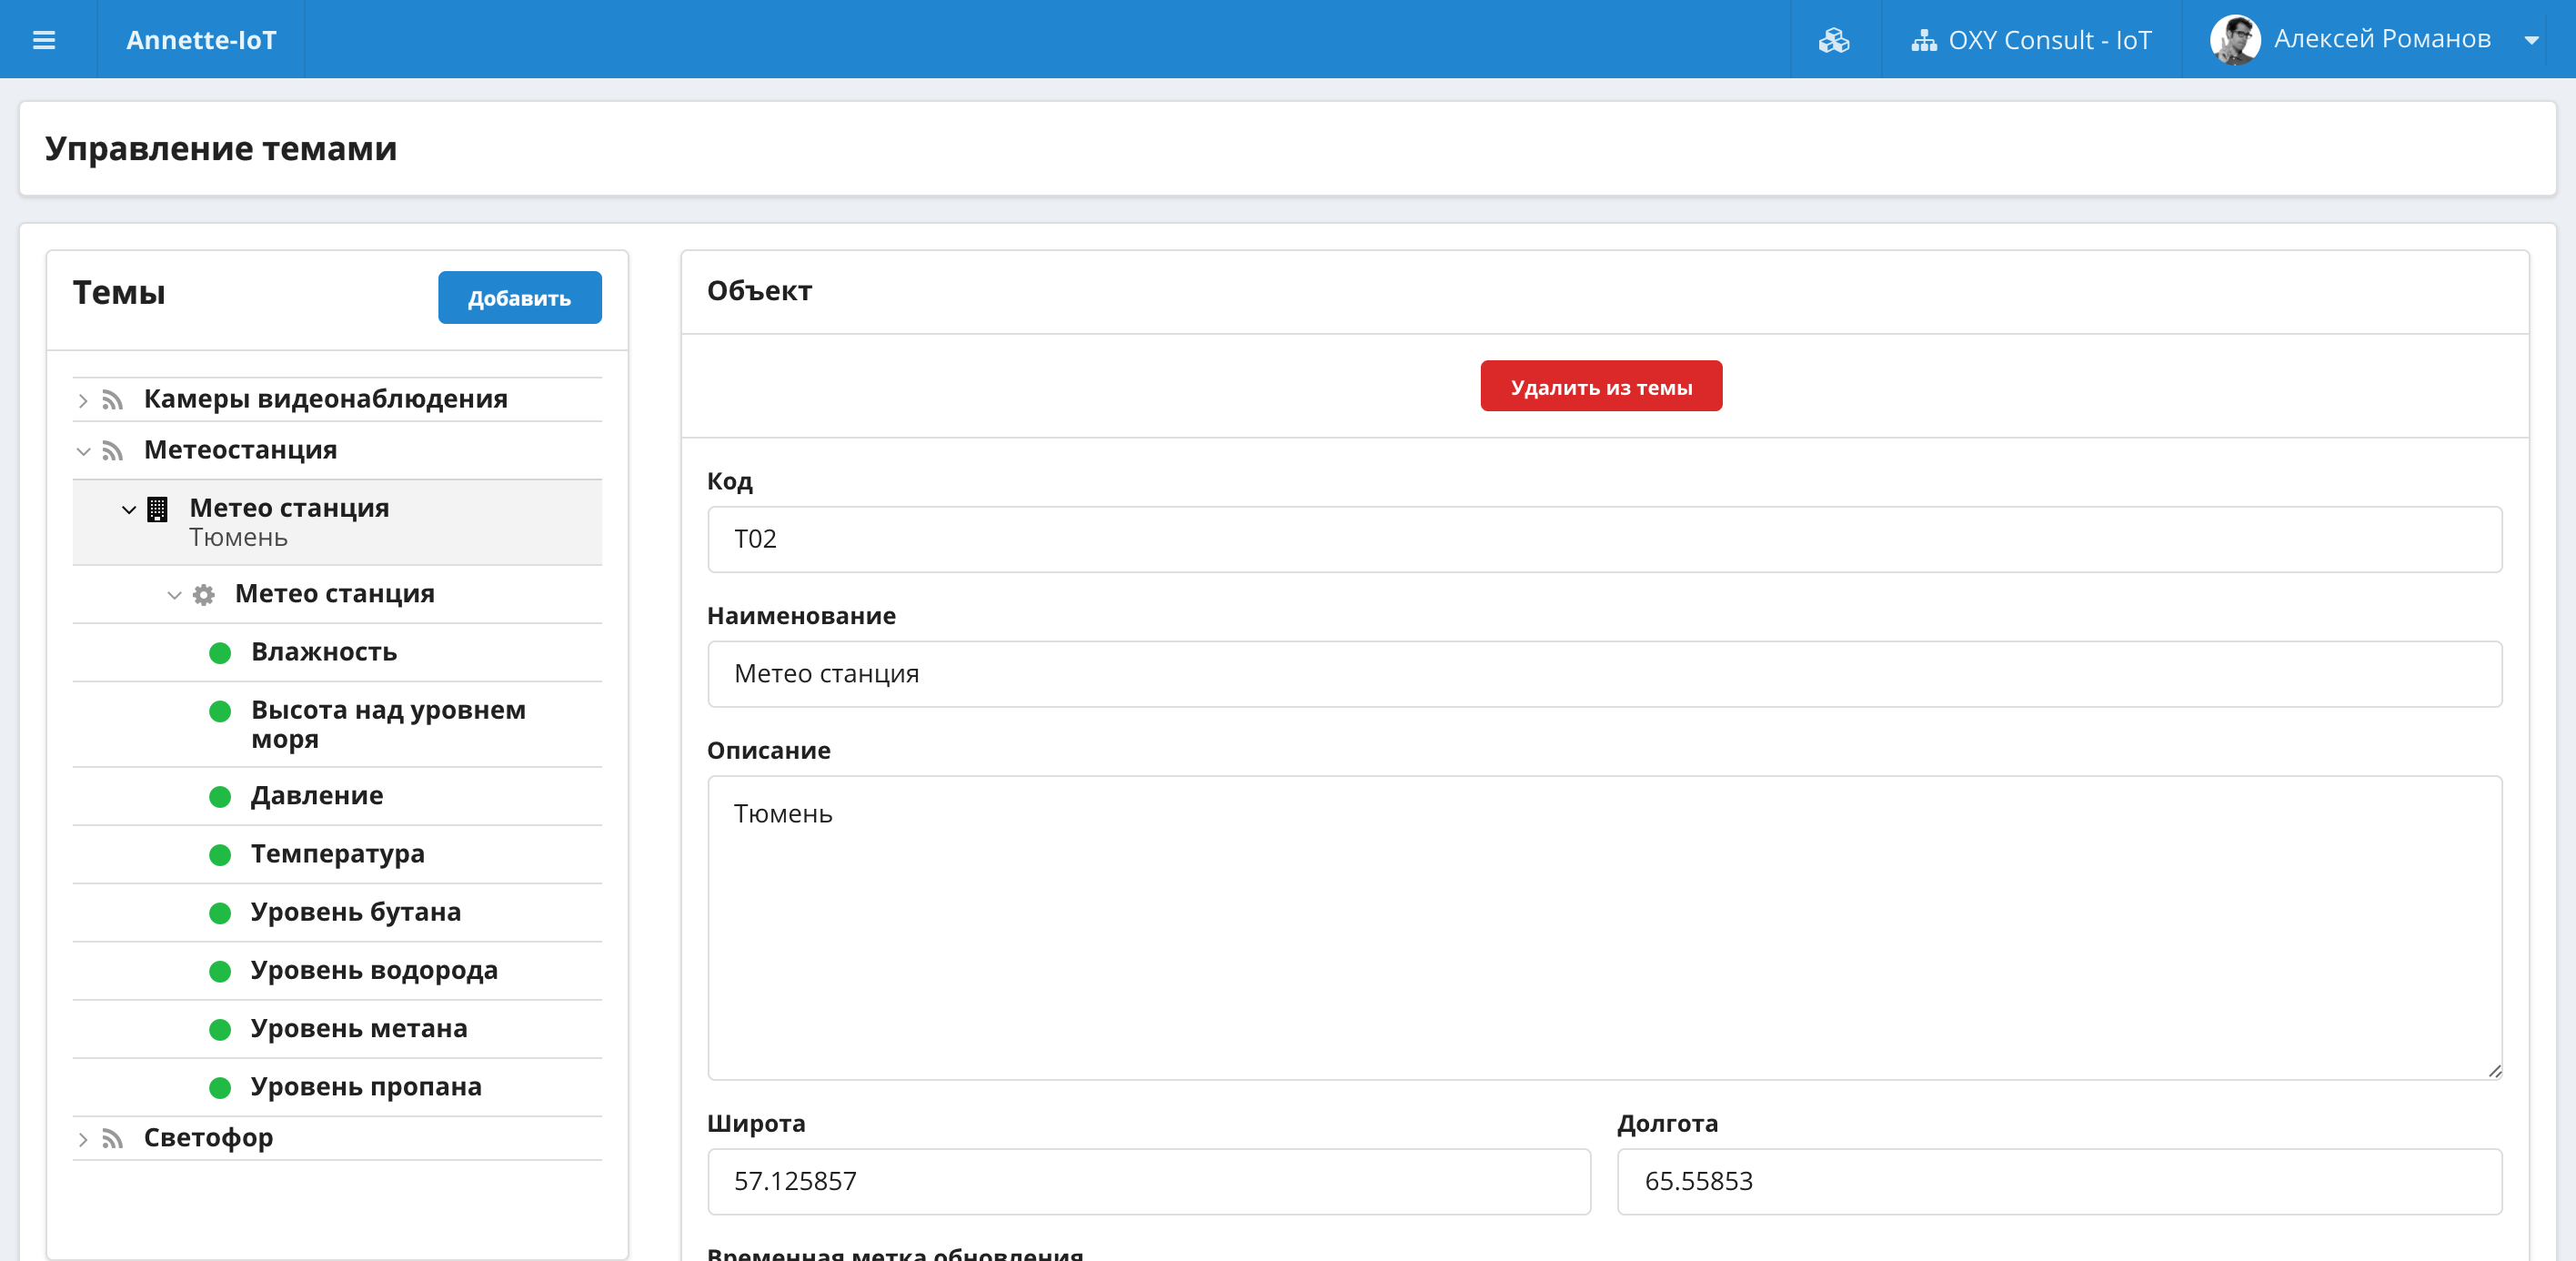 Annette-IoT
OXY Consult - IoT
Алексей Романов
Управление темами
Темы
Добавить
Камеры видеонаблюдения
Метеостанция
Метео станция
Тюмень
Метео станция
Влажность
Высота над уровнем
моря
Давление
Температура
Уровень бутана
Уровень водорода
Уровень метана
Уровень пропана
Светофор
Объект
Удалить из темы
Код
T02
Наименование
Метео станция
Описание
Тюмень
Широта
Долгота
57.125857
65.55853
Временная метка обновления